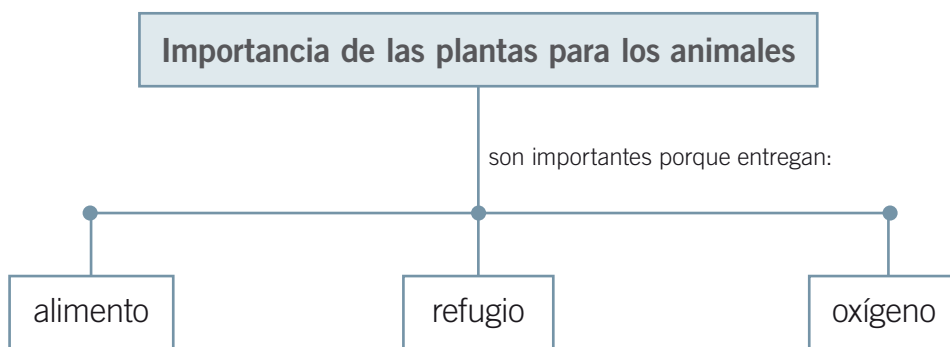 Importancia de las plantas para los animales
son importantes porque entregan:
alimento
refugio
oxígeno